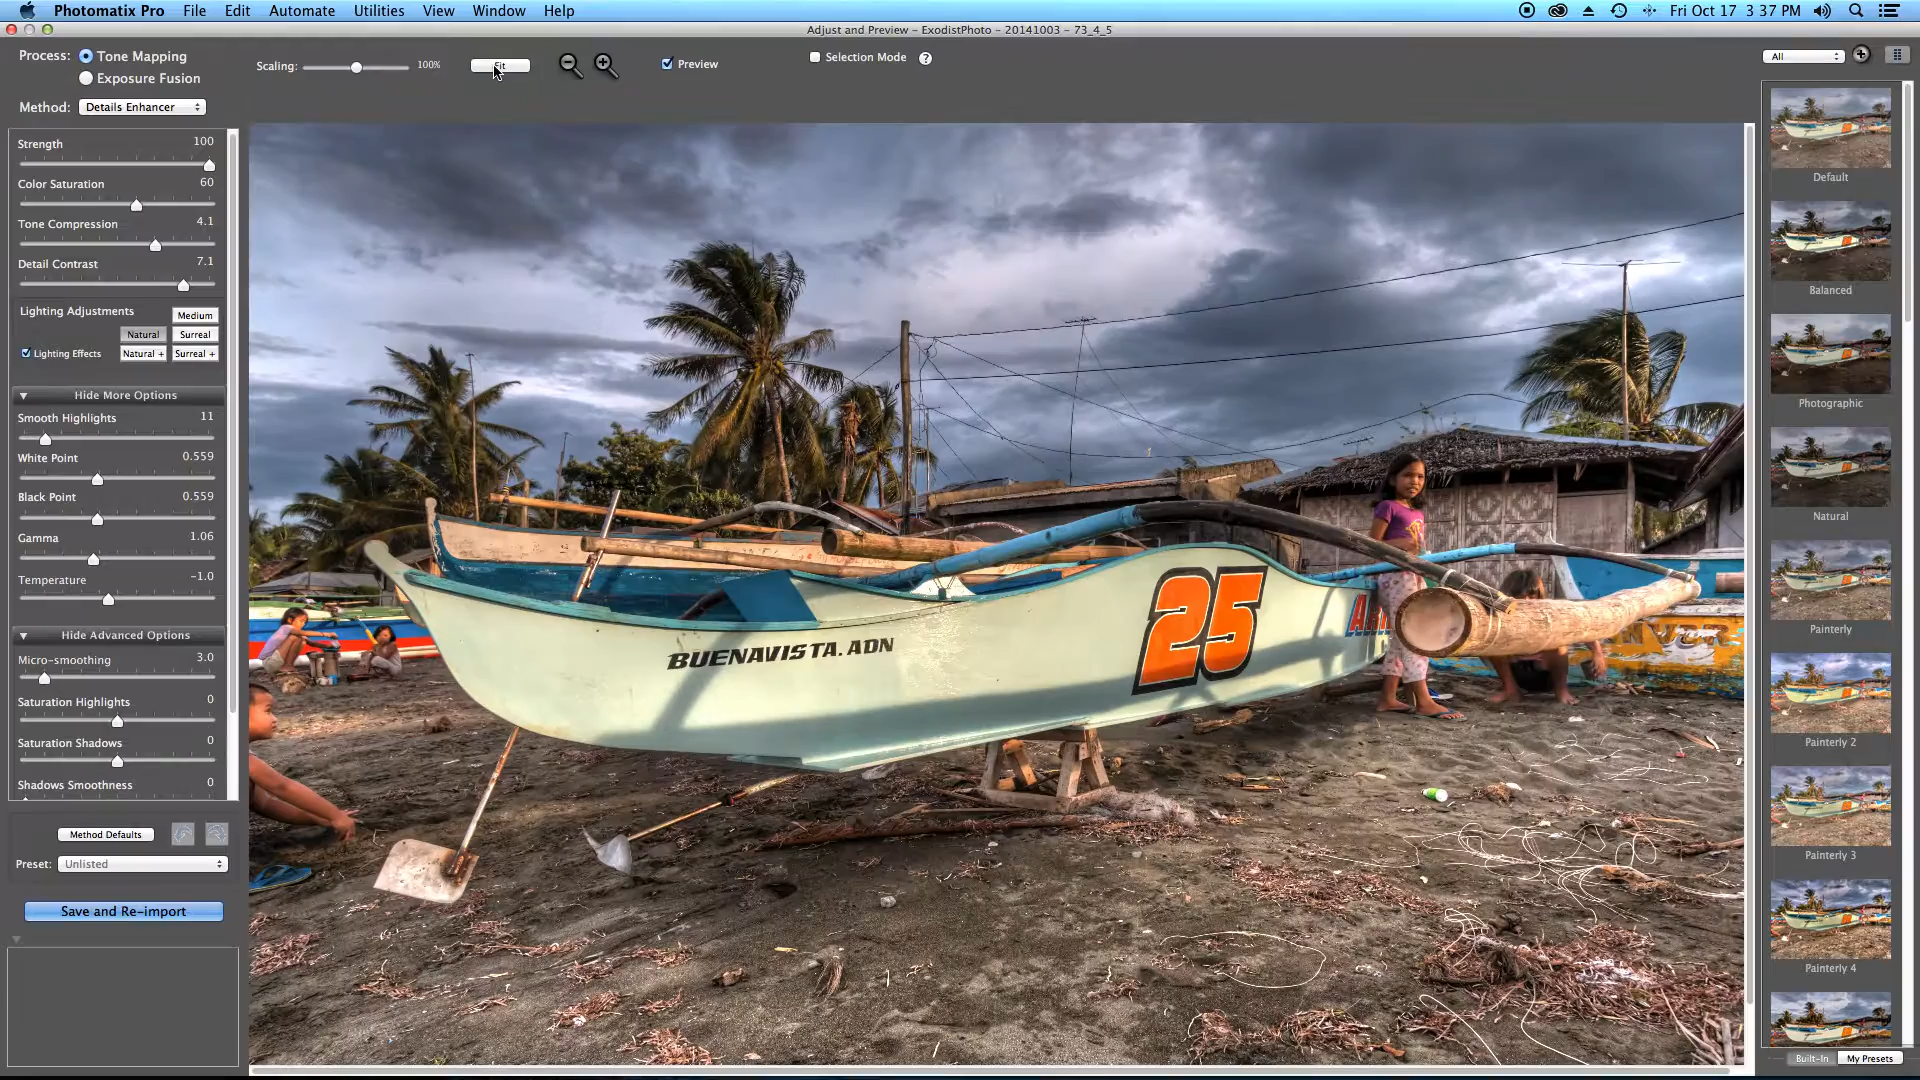 Photomatix Pro File Edit Automate Utilities View Window Help Fri Oct 17 3 37 PM
Adjust and Preview – ExodistPhoto – 20141003 – 73_4_5
Process: Tone Mapping
Exposure Fusion
Scaling: 100% Fit Preview Selection Mode ? All
Method: Details Enhancer
Strength 100
Color Saturation 60
Tone Compression 4.1
Detail Contrast 7.1
Lighting Adjustments Medium
Natural Surreal
Lighting Effects Natural + Surreal +
Hide More Options
Smooth Highlights 11
White Point 0.559
Black Point 0.559
Gamma 1.06
Temperature –1.0
Hide Advanced Options
Micro-smoothing 3.0
Saturation Highlights 0
Saturation Shadows 0
Shadows Smoothness 0
Method Defaults
Preset: Unlisted
Save and Re-import
BUENAVISTA. ADN
25
Default
Balanced
Photographic
Natural
Painterly
Painterly 2
Painterly 3
Painterly 4
Built-In My Presets